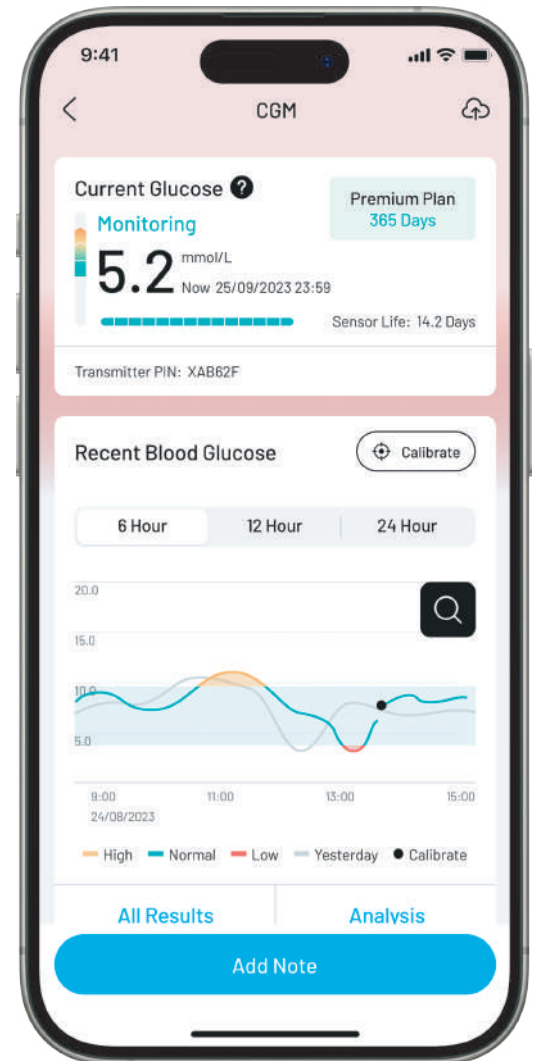 9:41
CGM
Current Glucose ?
Premium Plan
365 Days
Monitoring
5.2 mmol/L
Now 25/09/2023 23:59
Sensor Life: 14.2 Days
Transmitter PIN: XAB62F
Recent Blood Glucose
Calibrate
6 Hour 12 Hour 24 Hour
20.0
15.0
10.0
5.0
9:00 11:00 13:00 15:00
24/08/2023
High Normal Low Yesterday Calibrate
All Results Analysis
Add Note